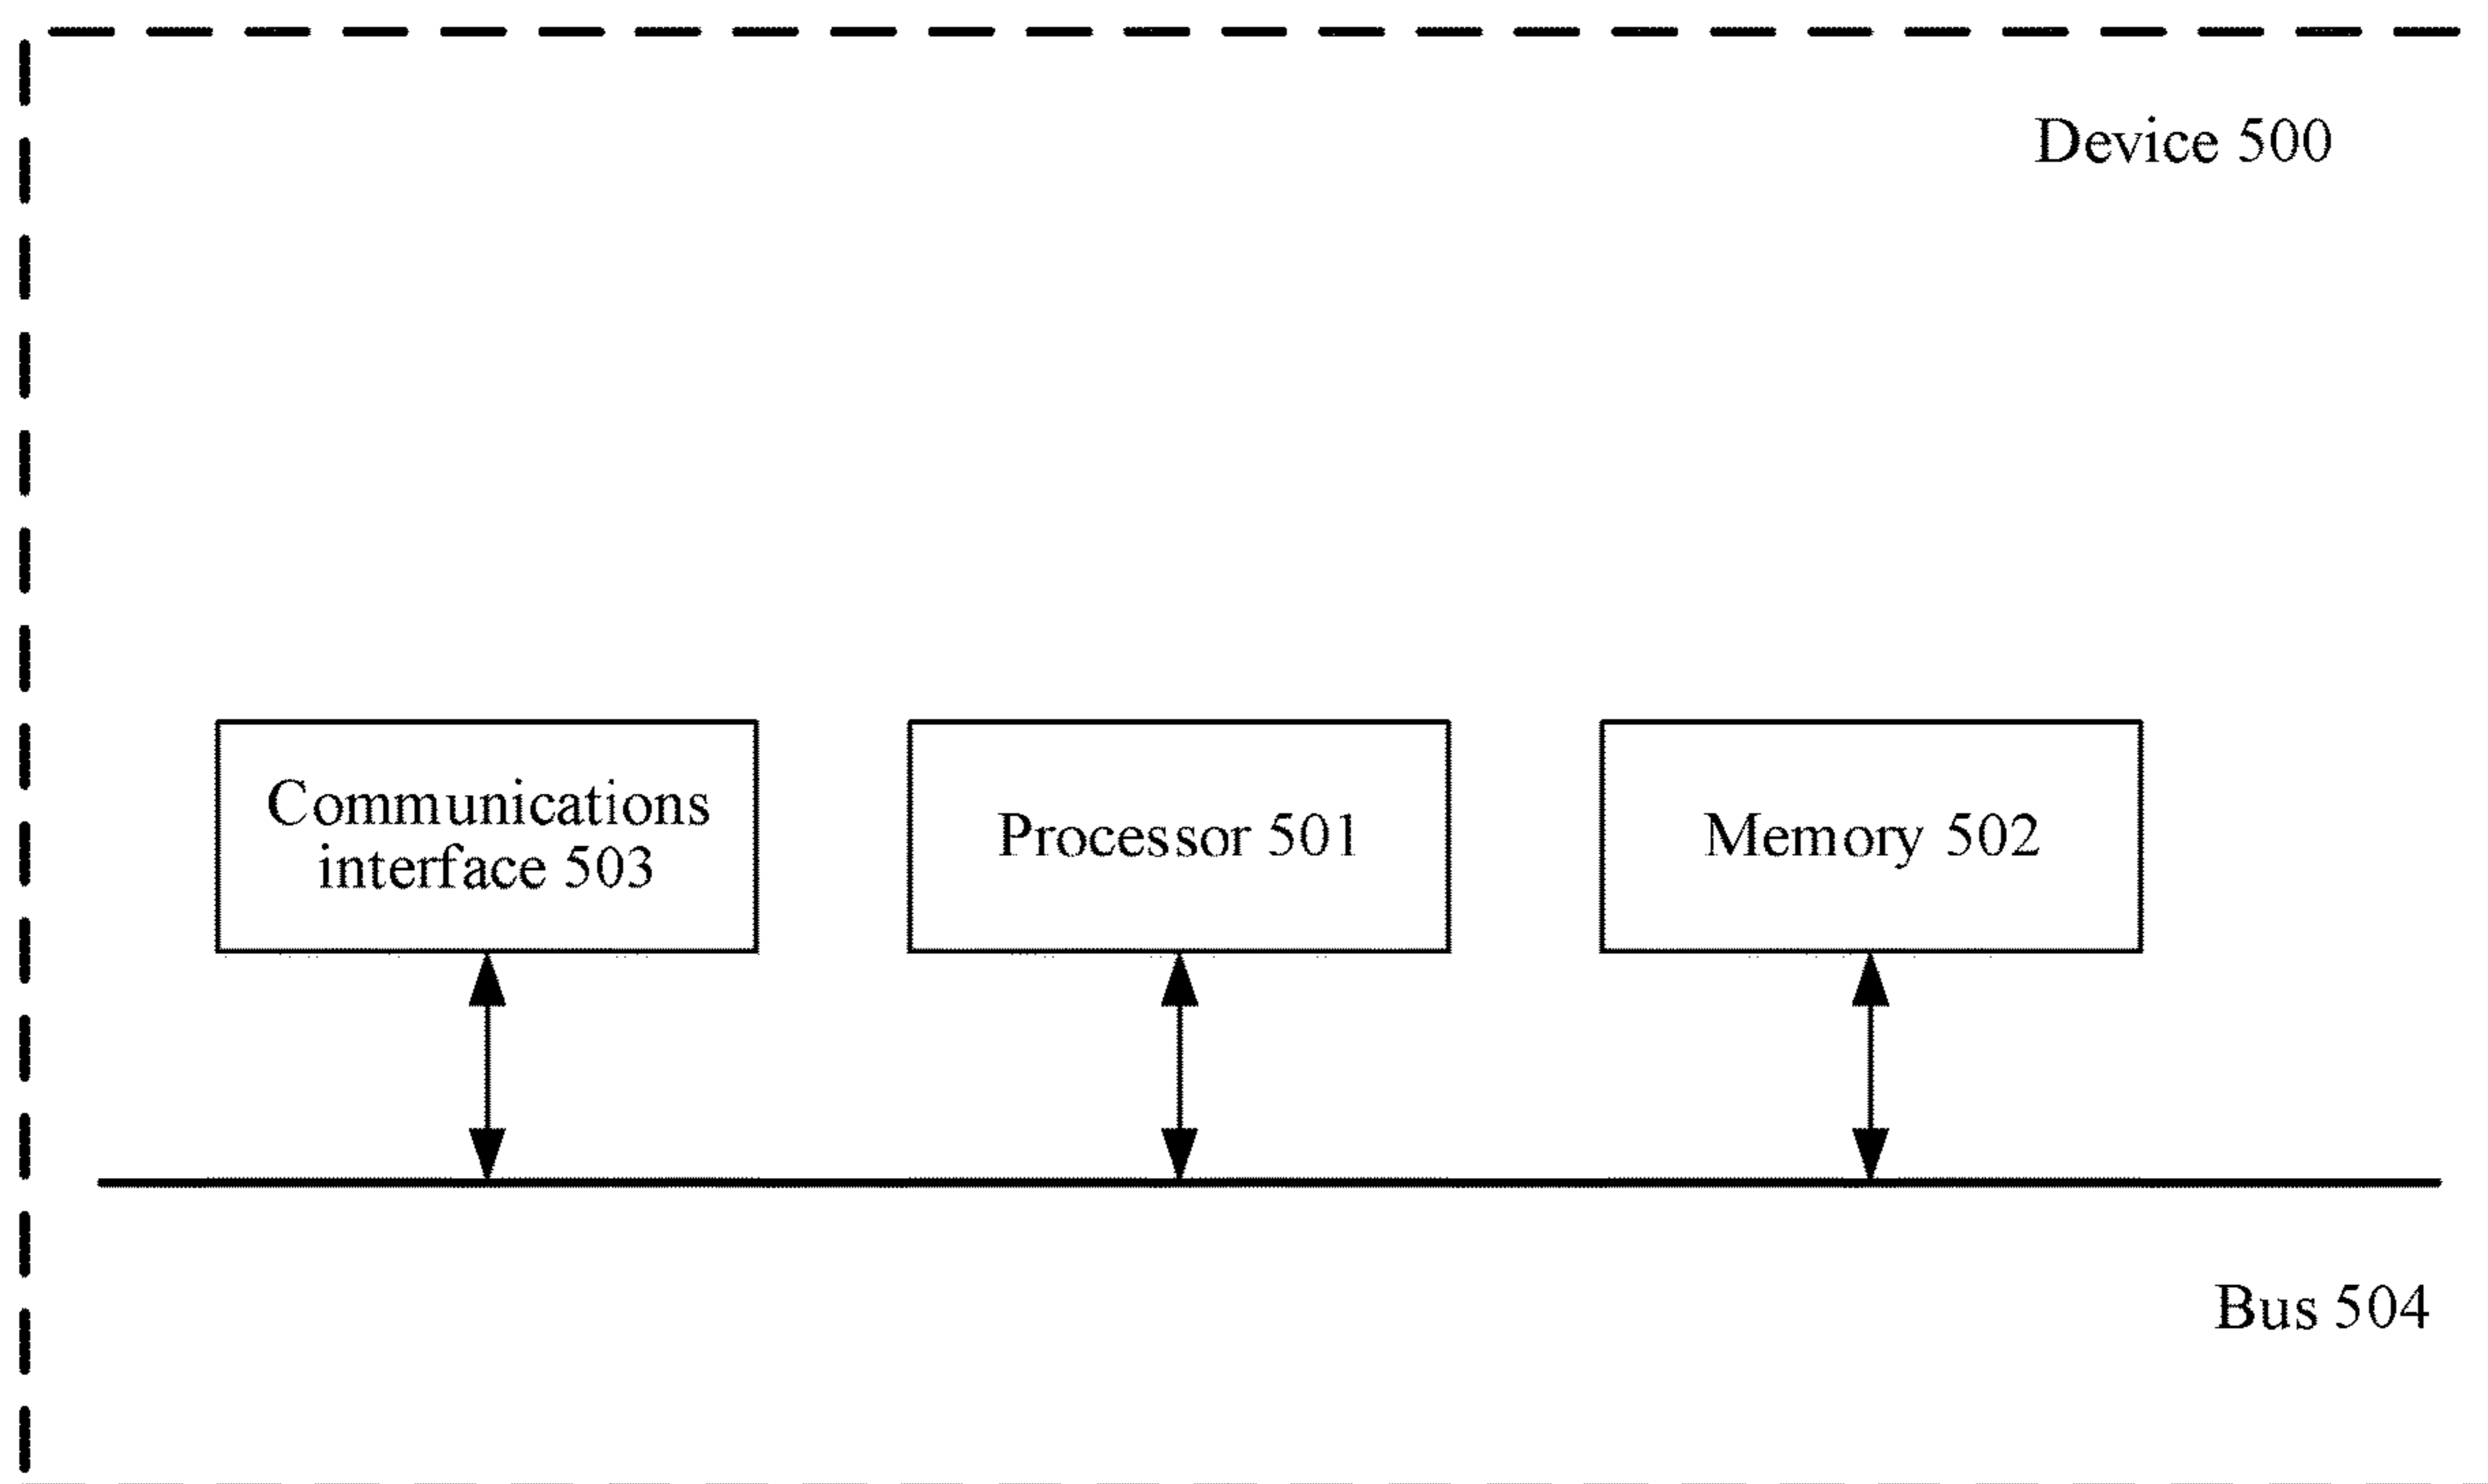 Device 500
Communications
interface 503
Processor 501
Memory 502
Bus 504